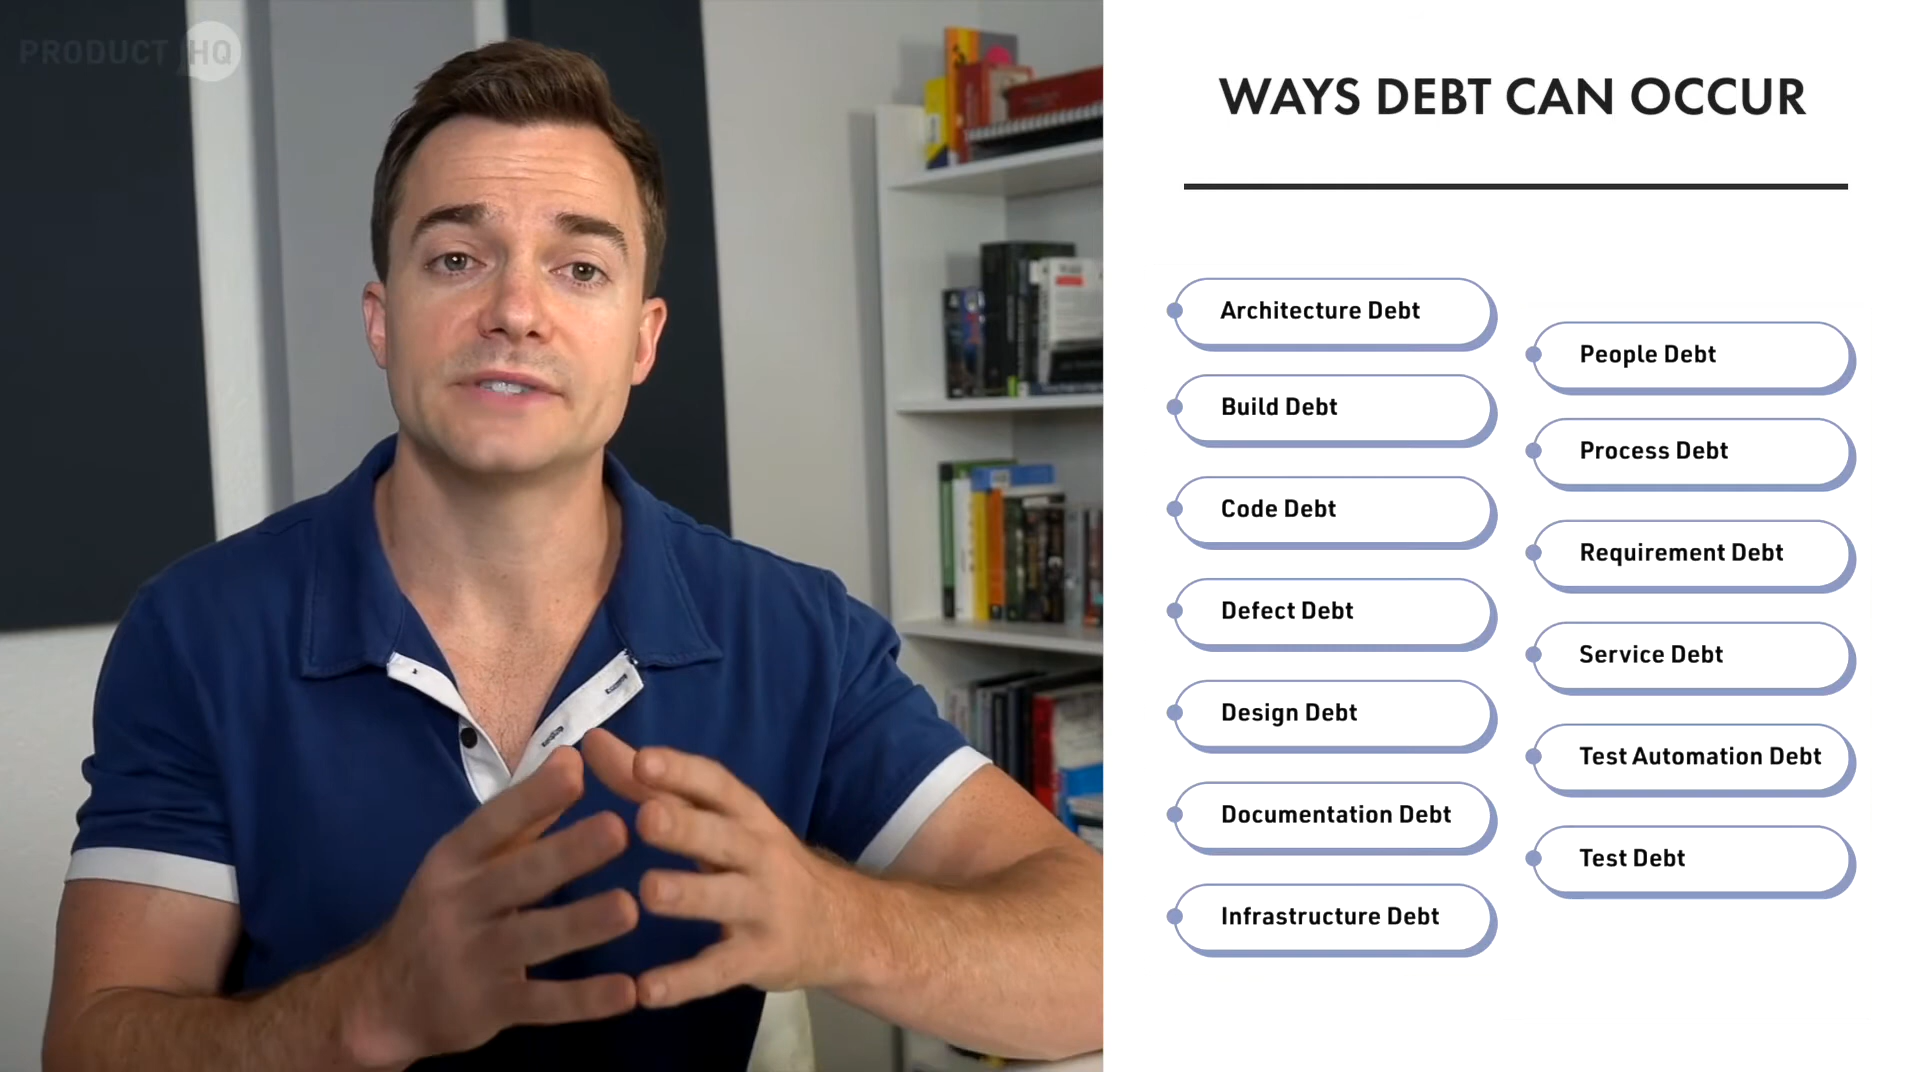 PRODUCT HQ
WAYS DEBT CAN OCCUR
Architecture Debt
Build Debt
Code Debt
Defect Debt
Design Debt
Documentation Debt
Infrastructure Debt
People Debt
Process Debt
Requirement Debt
Service Debt
Test Automation Debt
Test Debt